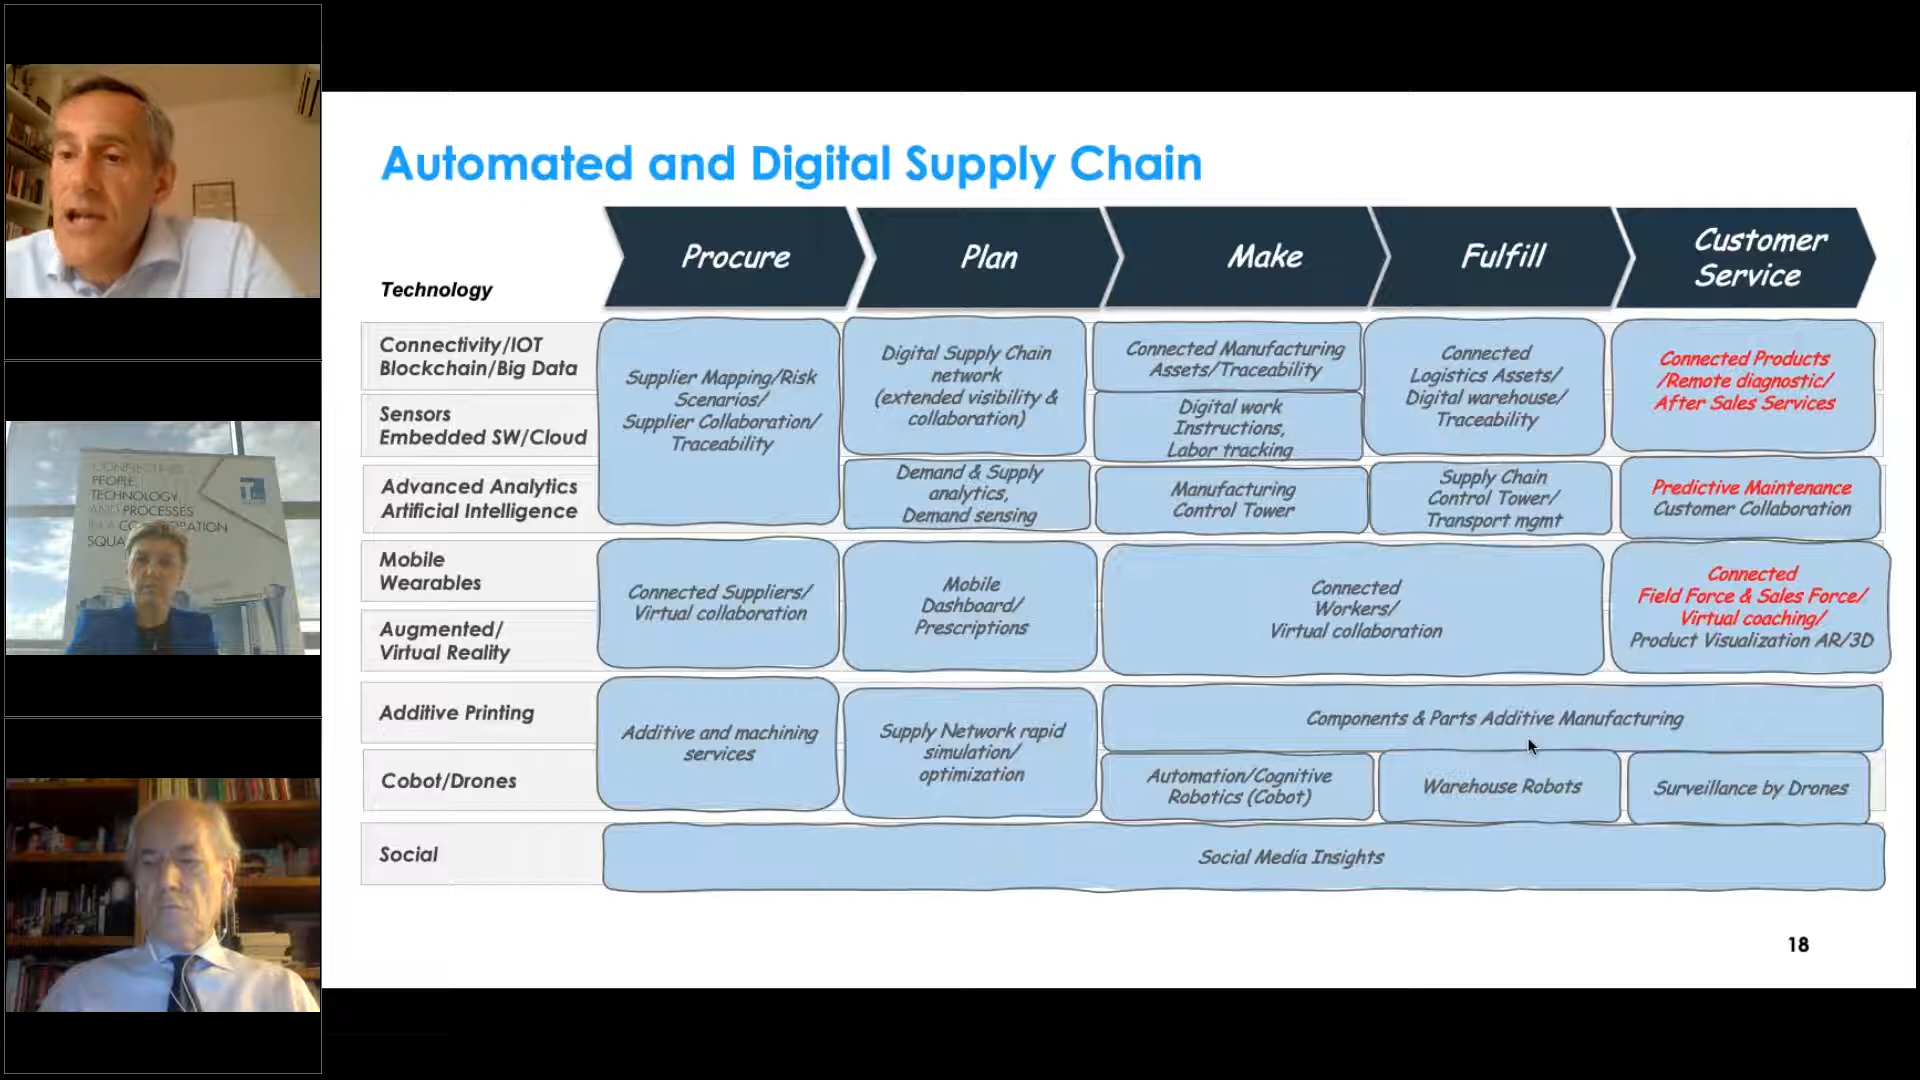 CONNECTING
PEOPLE,
TECHNOLOGY,
AND PROCESSES
IN A
SQUA
Automated and Digital Supply Chain
Technology
Procure
Plan
Make
Fulfill
Customer
Service
Connectivity/IOT
Blockchain/Big Data
Sensors
Embedded SW/Cloud
Advanced Analytics
Artificial Intelligence
Mobile
Wearables
Augmented/
Virtual Reality
Additive Printing
Cobot/Drones
Social
Supplier Mapping/Risk
Scenarios/
Supplier Collaboration/
Traceability
Digital Supply Chain
network
(extended visibility &
collaboration)
Connected Manufacturing
Assets/Traceability
Digital work
Instructions,
Labor tracking
Connected
Logistics Assets/
Digital warehouse/
Traceability
Connected Products
/Remote diagnostic/
After Sales Services
Demand & Supply
analytics,
Demand sensing
Manufacturing
Control Tower
Supply Chain
Control Tower/
Transport mgmt
Predictive Maintenance
Customer Collaboration
Connected Suppliers/
Virtual collaboration
Mobile
Dashboard/
Prescriptions
Connected
Workers/
Virtual collaboration
Connected
Field Force & Sales Force/
Virtual coaching/
Product Visualization AR/3D
Additive and machining
services
Supply Network rapid
simulation/
optimization
Components & Parts Additive Manufacturing
Automation/Cognitive
Robotics (Cobot)
Warehouse Robots
Surveillance by Drones
Social Media Insights
18